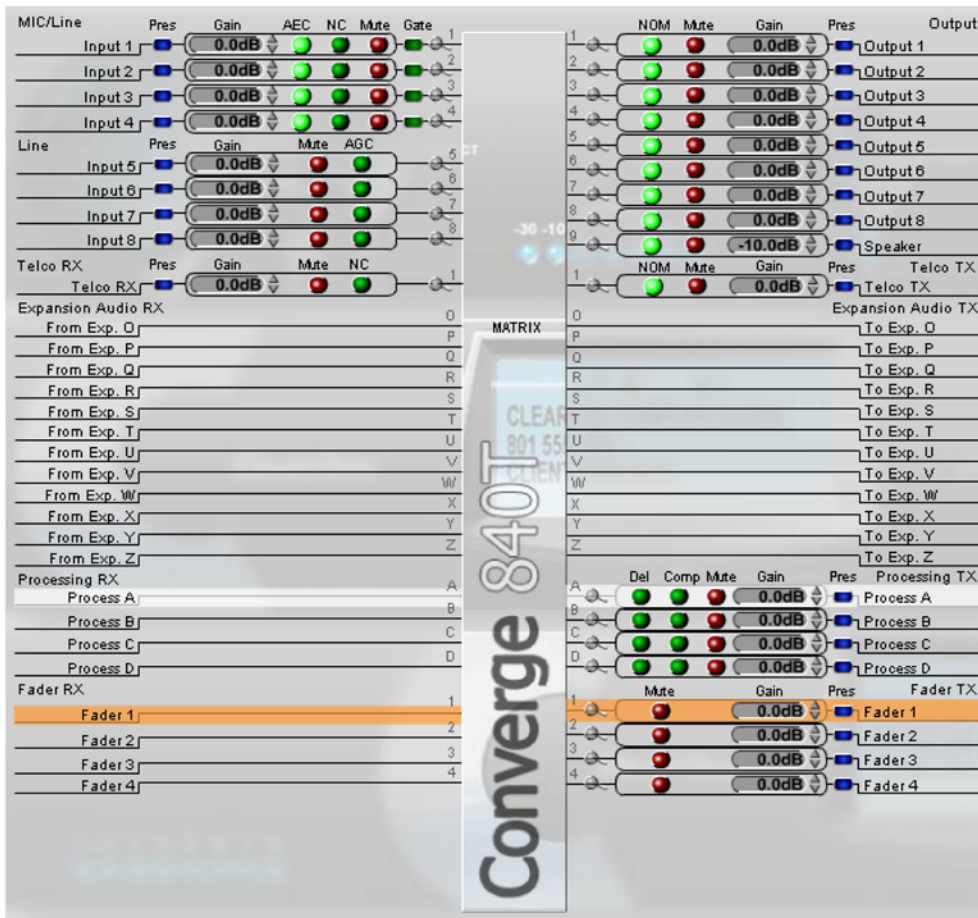 MIC/Line Pres Gain AEC NC Mute Gate
Input 1 0.0dB 1
Input 2 0.0dB 2
Input 3 0.0dB 3
Input 4 0.0dB 4
Line Pres Gain Mute AGC
Input 5 0.0dB 5
Input 6 0.0dB 6
Input 7 0.0dB 7
Input 8 0.0dB 8
Telco RX Pres Gain Mute NC
Telco RX 0.0dB 1
Expansion Audio RX
From Exp. O O
From Exp. P P
From Exp. Q Q
From Exp. R R
From Exp. S S
From Exp. T T
From Exp. U U
From Exp. V V
From Exp. W W
From Exp. X X
From Exp. Y Y
From Exp. Z Z
Processing RX
Process A A
Process B B
Process C C
Process D D
Fader RX
Fader 1 1
Fader 2 2
Fader 3 3
Fader 4 4
CT
-30 -10
MATRIX
CLEAR
801 55
CLIENT
Converge 840T
NOM Mute Gain Pres Output
1 0.0dB Output 1
2 0.0dB Output 2
3 0.0dB Output 3
4 0.0dB Output 4
5 0.0dB Output 5
6 0.0dB Output 6
7 0.0dB Output 7
8 0.0dB Output 8
9 -10.0dB Speaker
NOM Mute Gain Pres Telco TX
1 0.0dB Telco TX
Expansion Audio TX
O To Exp. O
P To Exp. P
Q To Exp. Q
R To Exp. R
S To Exp. S
T To Exp. T
U To Exp. U
V To Exp. V
W To Exp. W
X To Exp. X
Y To Exp. Y
Z To Exp. Z
Del Comp Mute Gain Pres Processing TX
A 0.0dB Process A
B 0.0dB Process B
C 0.0dB Process C
D 0.0dB Process D
Mute Gain Pres Fader TX
1 0.0dB Fader 1
2 0.0dB Fader 2
3 0.0dB Fader 3
4 0.0dB Fader 4